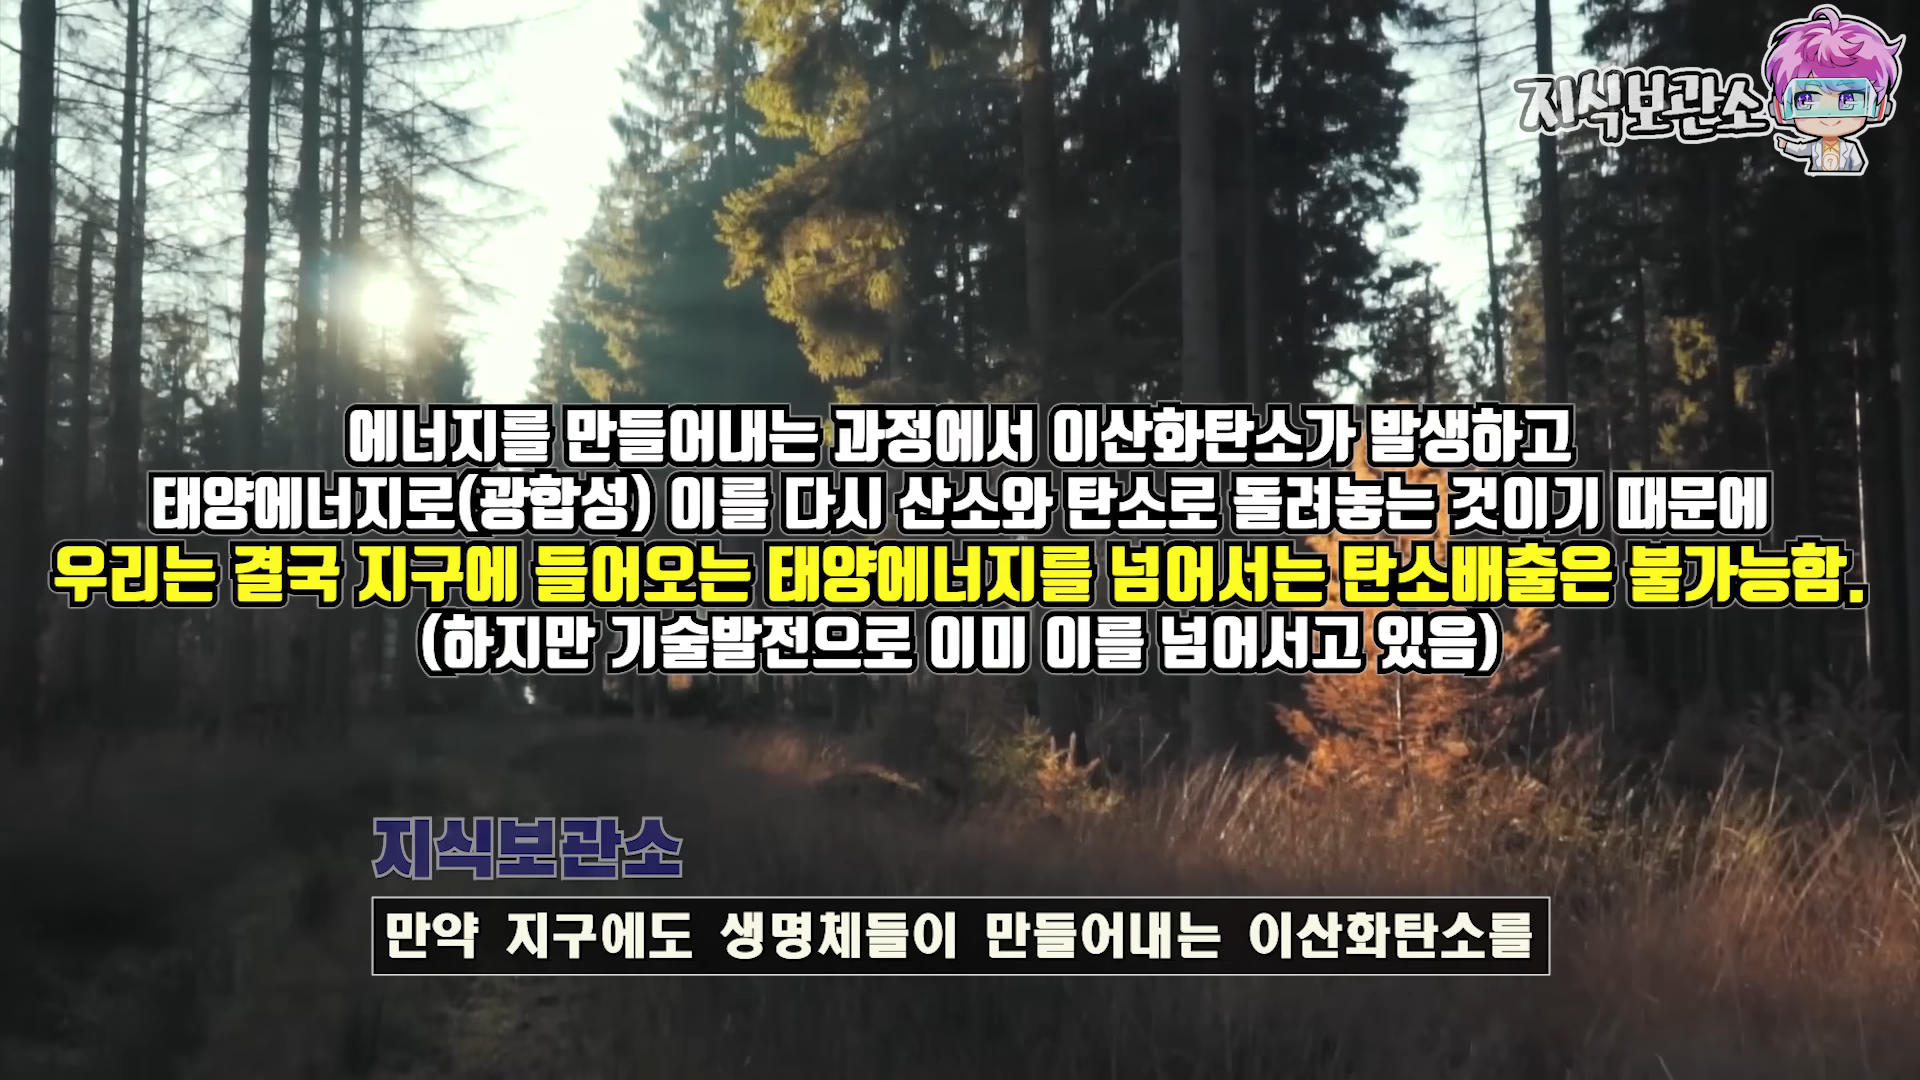 지식보관소
에너지를 만들어내는 과정에서 이산화탄소가 발생하고
태양에너지로(광합성) 이를 다시 산소와 탄소로 돌려놓는 것이기 때문에
우리는 결국 지구에 들어오는 태양에너지를 넘어서는 탄소배출은 불가능함.
(하지만 기술발전으로 이미 이를 넘어서고 있음)
지식보관소
만약 지구에도 생명체들이 만들어내는 이산화탄소를